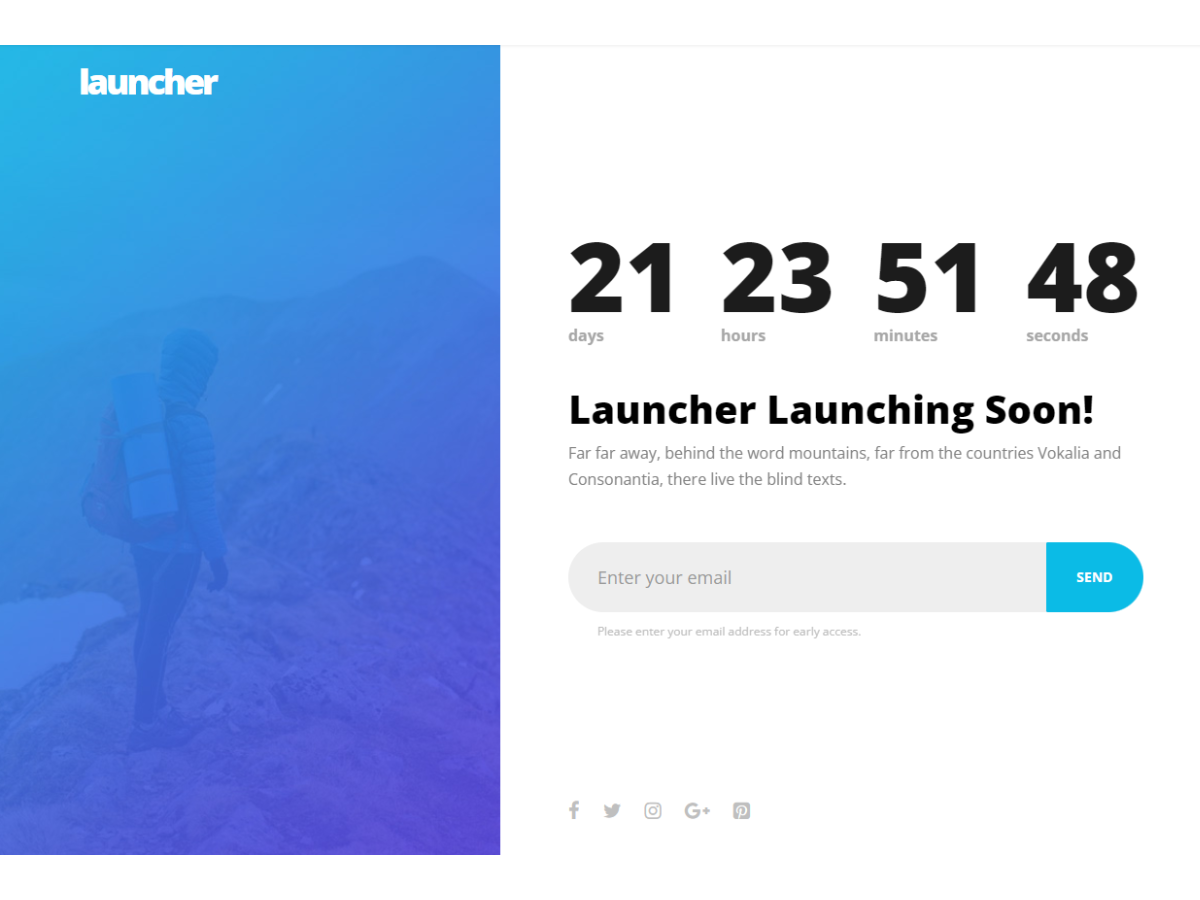 launcher
21 23 51 48
days hours minutes seconds
Launcher Launching Soon!
Far far away, behind the word mountains, far from the countries Vokalia and
Consonantia, there live the blind texts.
Enter your email SEND
Please enter your email address for early access.